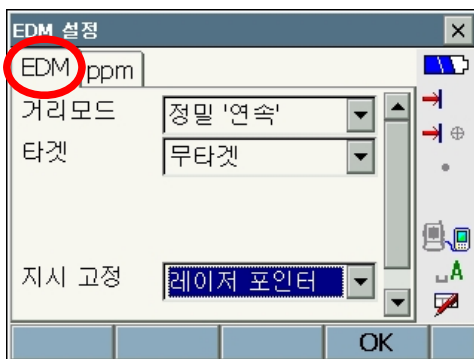 EDM 설정
EDM ppm
거리모드 정밀 '연속'
타겟 무타겟
지시 고정 레이저 포인터
A
OK